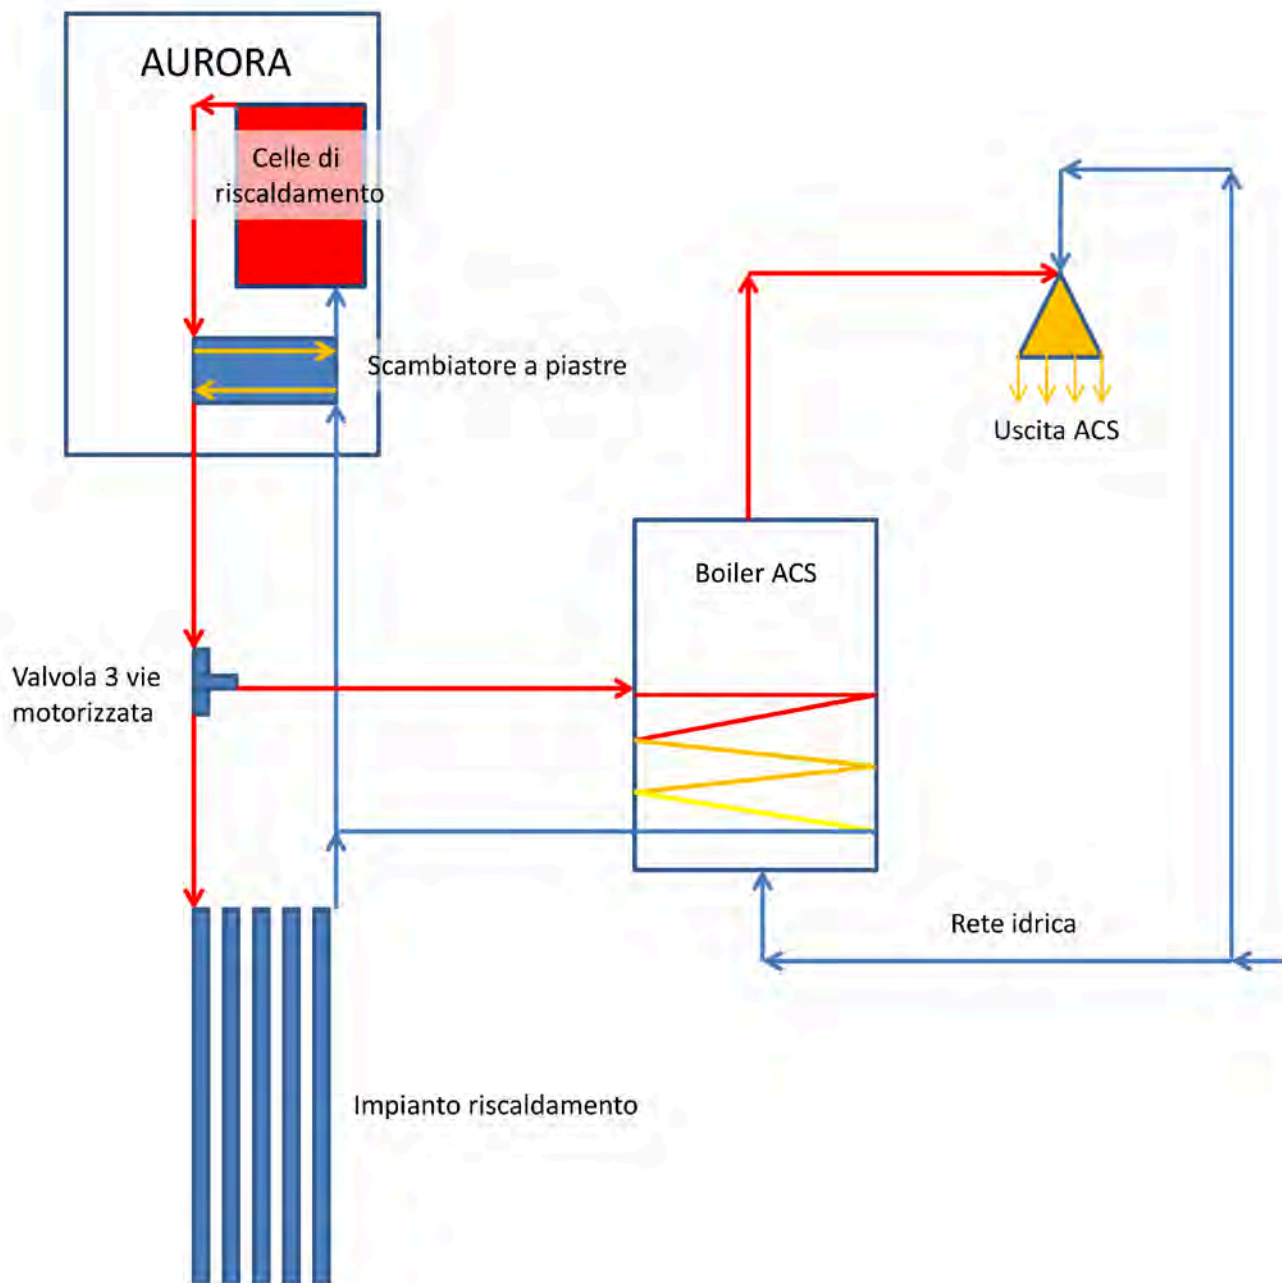 AURORA
Celle di
riscaldamento
Scambiatore a piastre
Uscita ACS
Boiler ACS
Valvola 3 vie
motorizzata
Rete idrica
Impianto riscaldamento